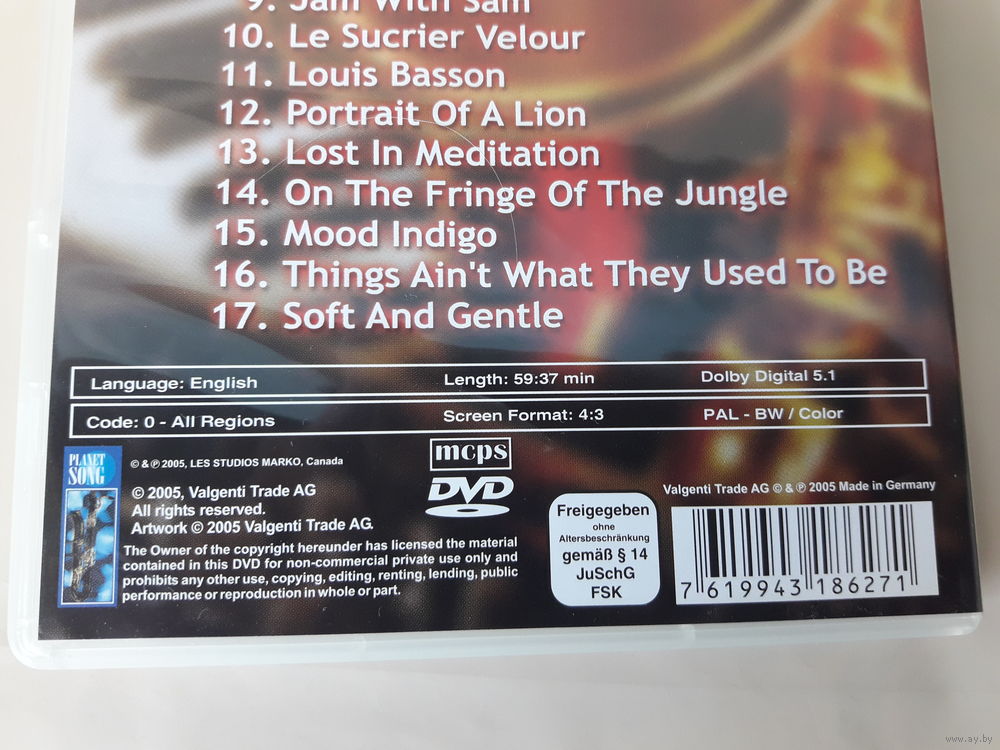 9. Jam With Sam
10. Le Sucrier Velour
11. Louis Basson
12. Portrait Of A Lion
13. Lost In Meditation
14. On The Fringe Of The Jungle
15. Mood Indigo
16. Things Ain't What They Used To Be
17. Soft And Gentle
Language: English Length: 59:37 min Dolby Digital 5.1
Code: 0 - All Regions Screen Format: 4:3 PAL - BW / Color
PLANET
SONG
© & ℗ 2005, LES STUDIOS MARKO, Canada
© 2005, Valgenti Trade AG
All rights reserved.
Artwork © 2005 Valgenti Trade AG.
The Owner of the copyright hereunder has licensed the material
contained in this DVD for non-commercial private use only and
prohibits any other use, copying, editing, renting, lending, public
performance or reproduction in whole or part.
mcps
DVD
Freigegeben
ohne
Altersbeschränkung
gemäß § 14
JuSchG
FSK
Valgenti Trade AG © & ℗ 2005 Made in Germany
7 619943 186271
www.ay.by